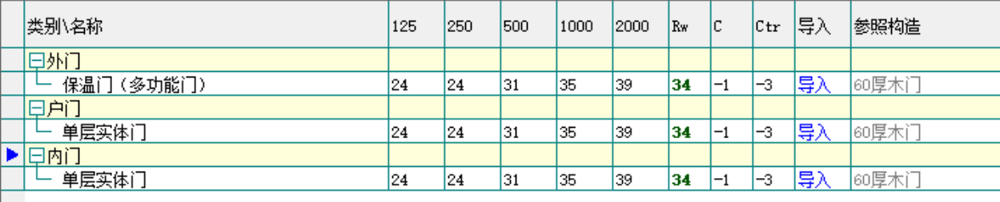 类别\名称 125 250 500 1000 2000 Rw C Ctr 导入 参照构造
外门
保温门（多功能门） 24 24 31 35 39 34 -1 -3 导入 60厚木门
户门
单层实体门 24 24 31 35 39 34 -1 -3 导入 60厚木门
内门
单层实体门 24 24 31 35 39 34 -1 -3 导入 60厚木门